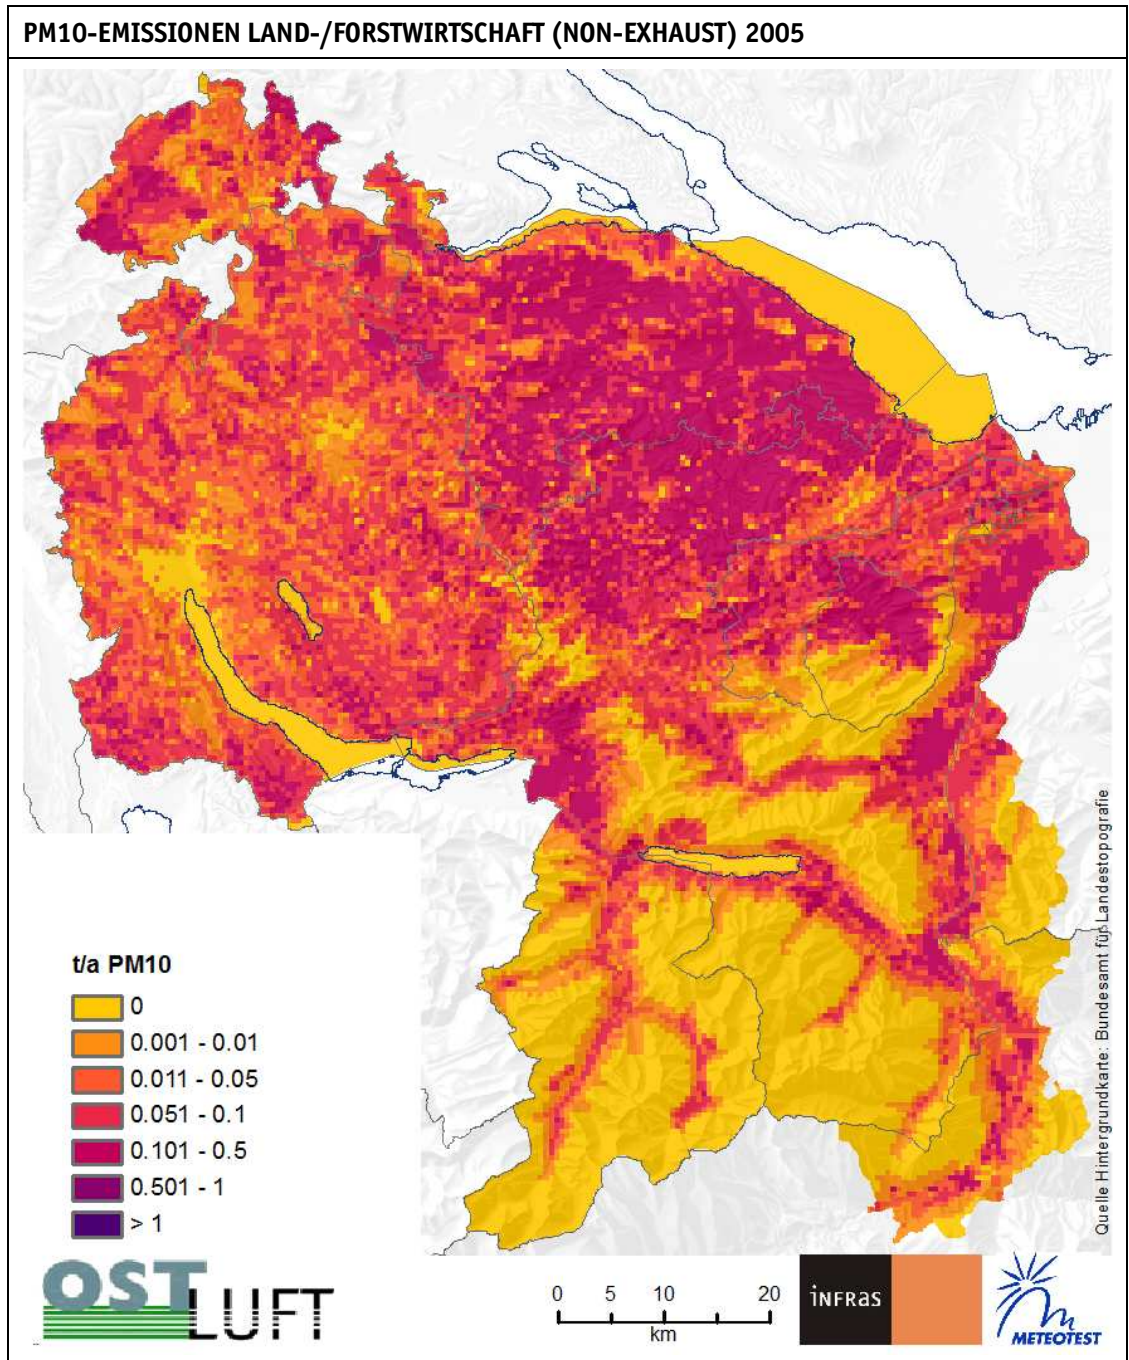 PM10-EMISSIONEN LAND-/FORSTWIRTSCHAFT (NON-EXHAUST) 2005
Quelle Hintergrundkarte: Bundesamt für Landestopografie
t/a PM10
0
0.001 - 0.01
0.011 - 0.05
0.051 - 0.1
0.101 - 0.5
0.501 - 1
> 1
OSTLUFT
0 5 10 20
km
INFRAS
METEOTEST